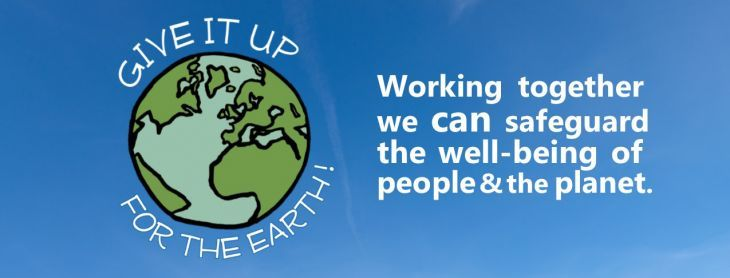 GIVE IT UP
FOR THE EARTH!
Working together
we can safeguard
the well-being of
people & the planet.